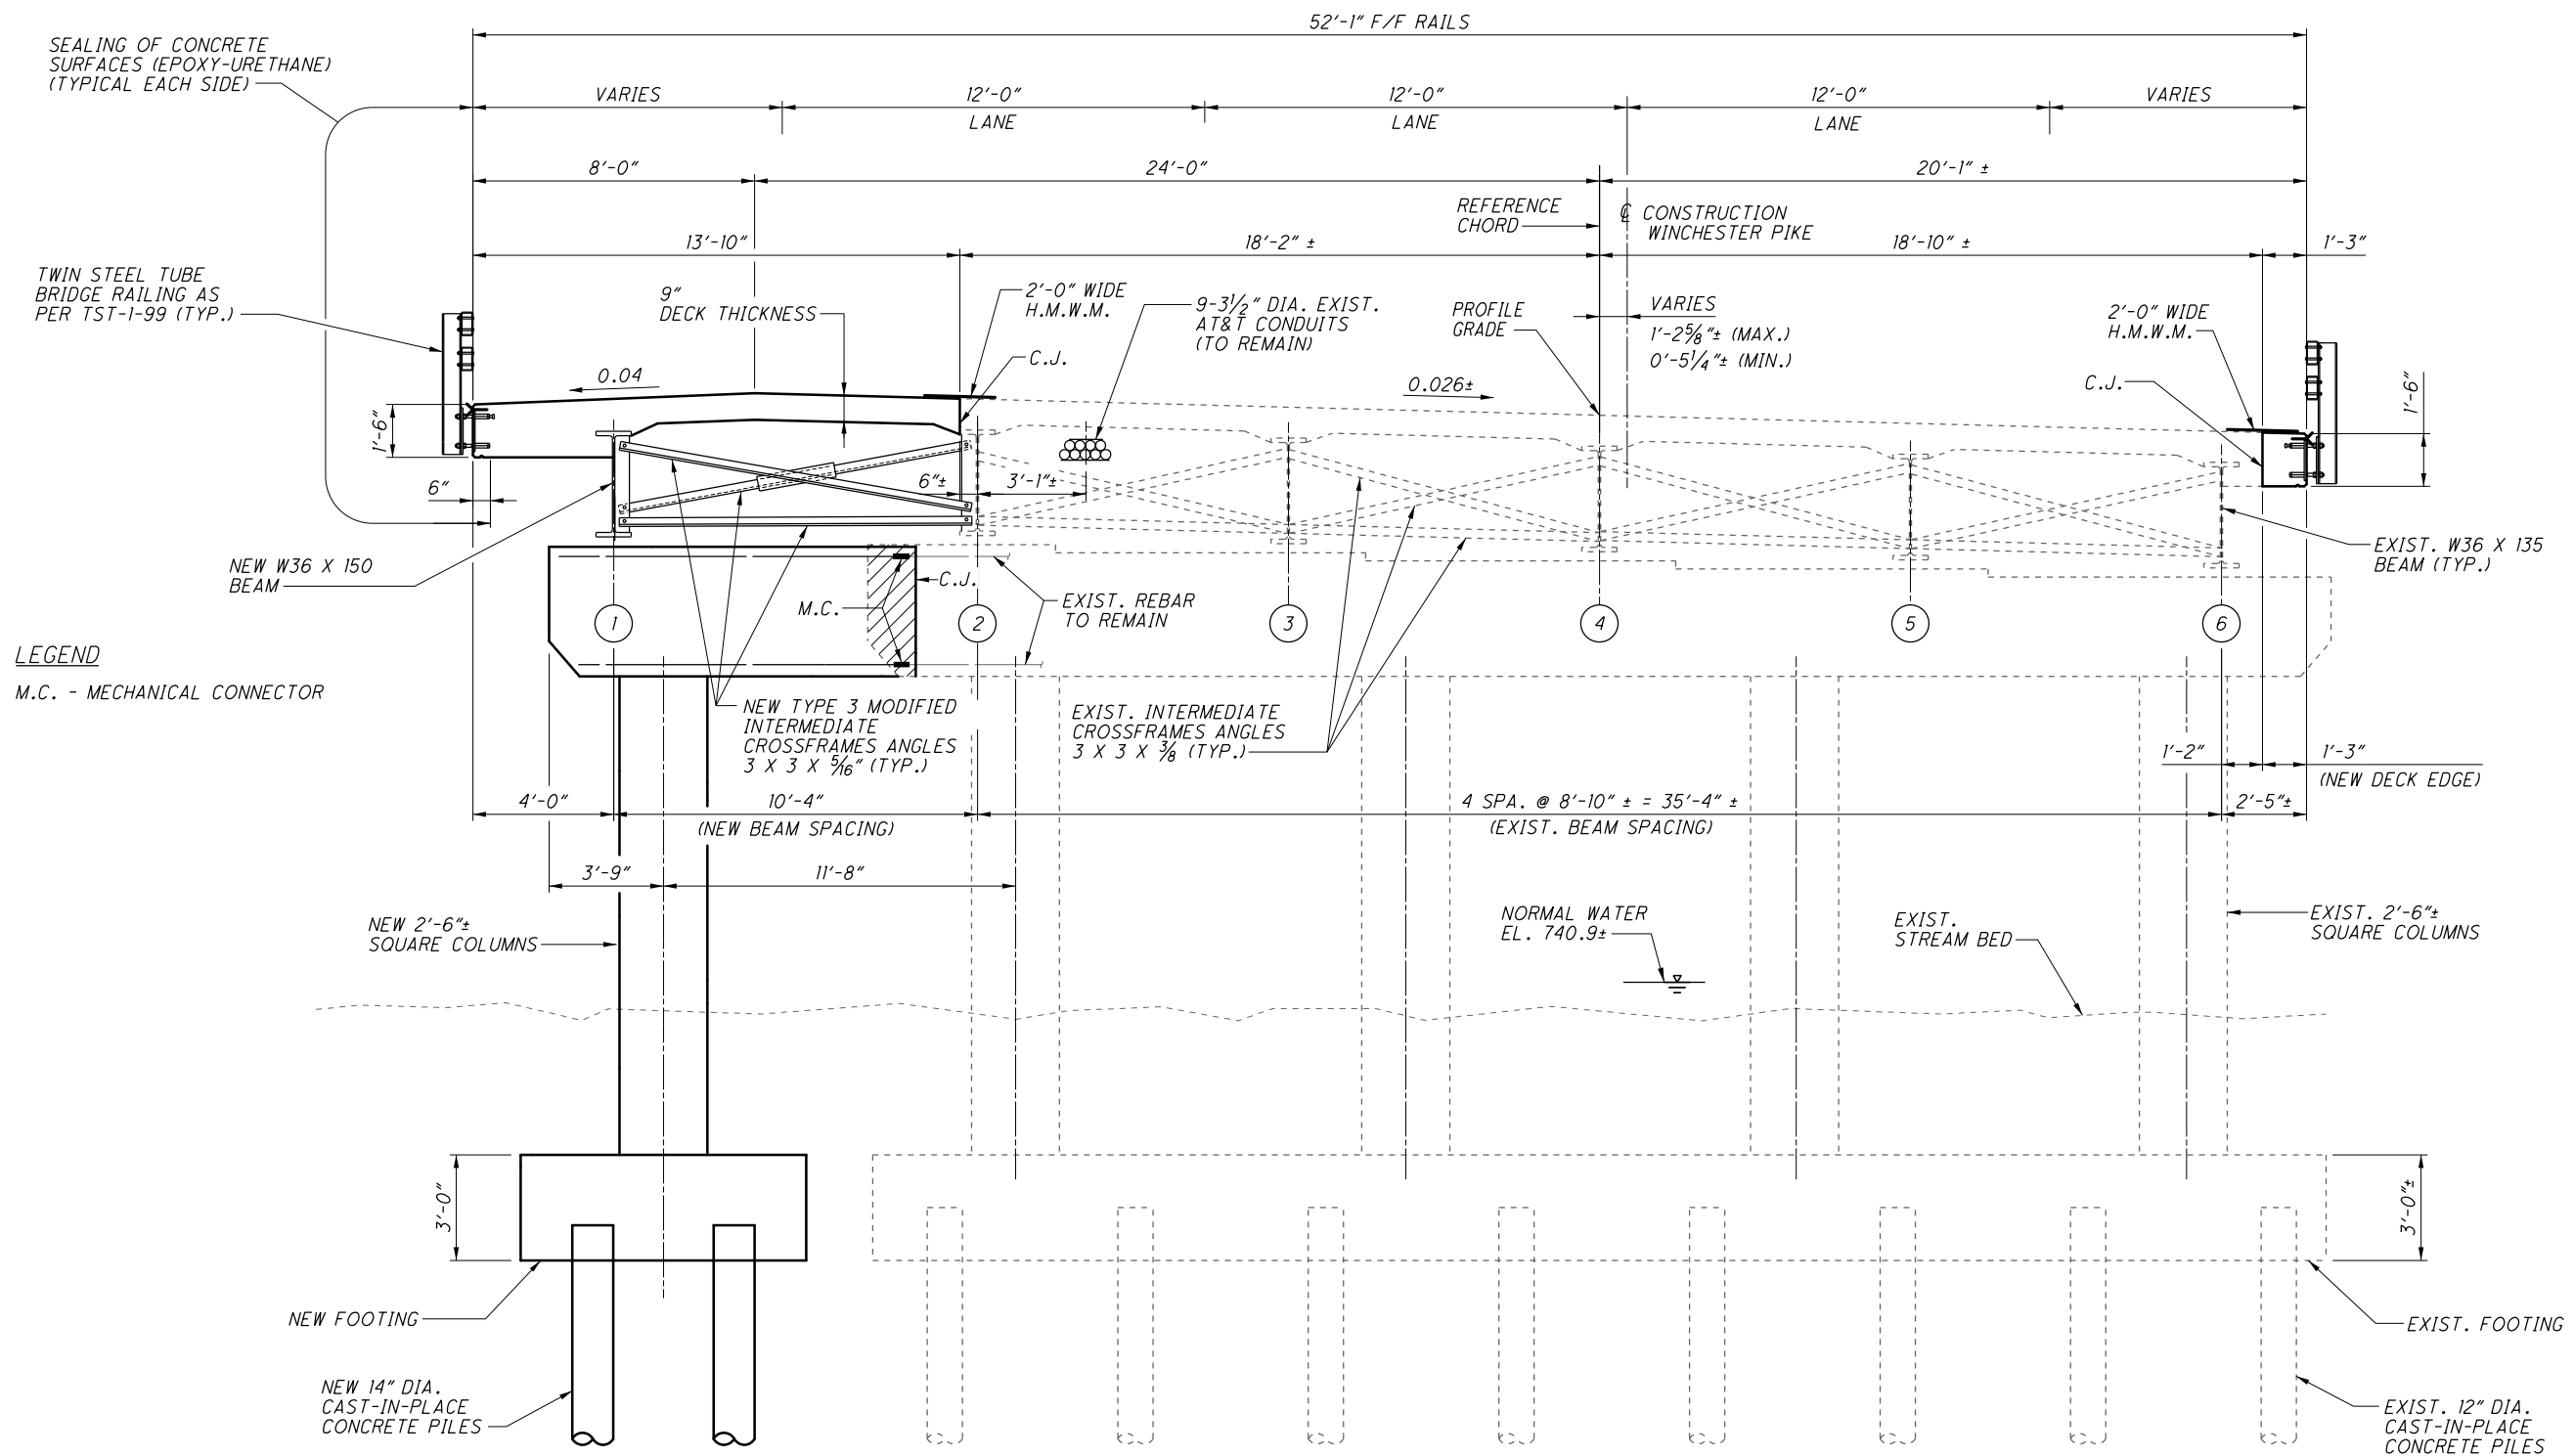 52'-1" F/F RAILS
SEALING OF CONCRETE
SURFACES (EPOXY-URETHANE)
(TYPICAL EACH SIDE)
VARIES
12'-0"
LANE
12'-0"
LANE
12'-0"
LANE
VARIES
8'-0"
24'-0"
20'-1" ±
REFERENCE
CHORD
℄ CONSTRUCTION
WINCHESTER PIKE
13'-10"
18'-2" ±
18'-10" ±
1'-3"
TWIN STEEL TUBE
BRIDGE RAILING AS
PER TST-1-99 (TYP.)
9"
DECK THICKNESS
2'-0" WIDE
H.M.W.M.
C.J.
9-3½" DIA. EXIST.
AT&T CONDUITS
(TO REMAIN)
PROFILE
GRADE
VARIES
1'-2⅝"± (MAX.)
0'-5¼"± (MIN.)
2'-0" WIDE
H.M.W.M.
C.J.
0.04
0.026±
1'-6"
1'-6"
6"
6"±
3'-1"±
NEW W36 X 150
BEAM
EXIST. W36 X 135
BEAM (TYP.)
C.J.
M.C.
EXIST. REBAR
TO REMAIN
1
2
3
4
5
6
LEGEND
M.C. - MECHANICAL CONNECTOR
NEW TYPE 3 MODIFIED
INTERMEDIATE
CROSSFRAMES ANGLES
3 X 3 X 5/16" (TYP.)
EXIST. INTERMEDIATE
CROSSFRAMES ANGLES
3 X 3 X ⅜ (TYP.)
1'-2"
1'-3"
(NEW DECK EDGE)
4'-0"
10'-4"
(NEW BEAM SPACING)
4 SPA. @ 8'-10" ± = 35'-4" ±
(EXIST. BEAM SPACING)
2'-5"±
3'-9"
11'-8"
NEW 2'-6"±
SQUARE COLUMNS
NORMAL WATER
EL. 740.9±
EXIST.
STREAM BED
EXIST. 2'-6"±
SQUARE COLUMNS
3'-0"
3'-0"±
NEW FOOTING
EXIST. FOOTING
NEW 14" DIA.
CAST-IN-PLACE
CONCRETE PILES
EXIST. 12" DIA.
CAST-IN-PLACE
CONCRETE PILES